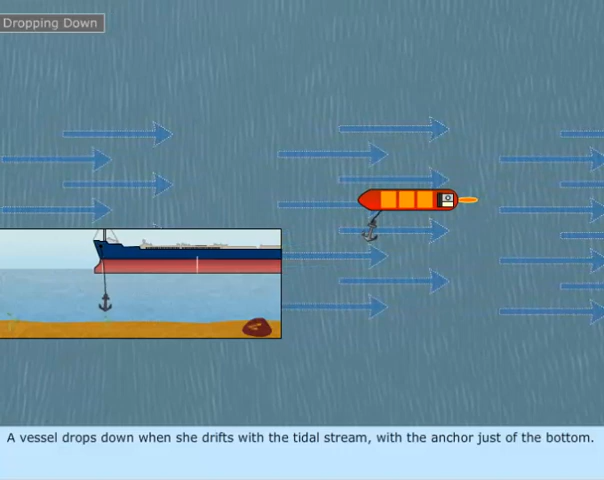 Dropping Down
A vessel drops down when she drifts with the tidal stream, with the anchor just of the bottom.